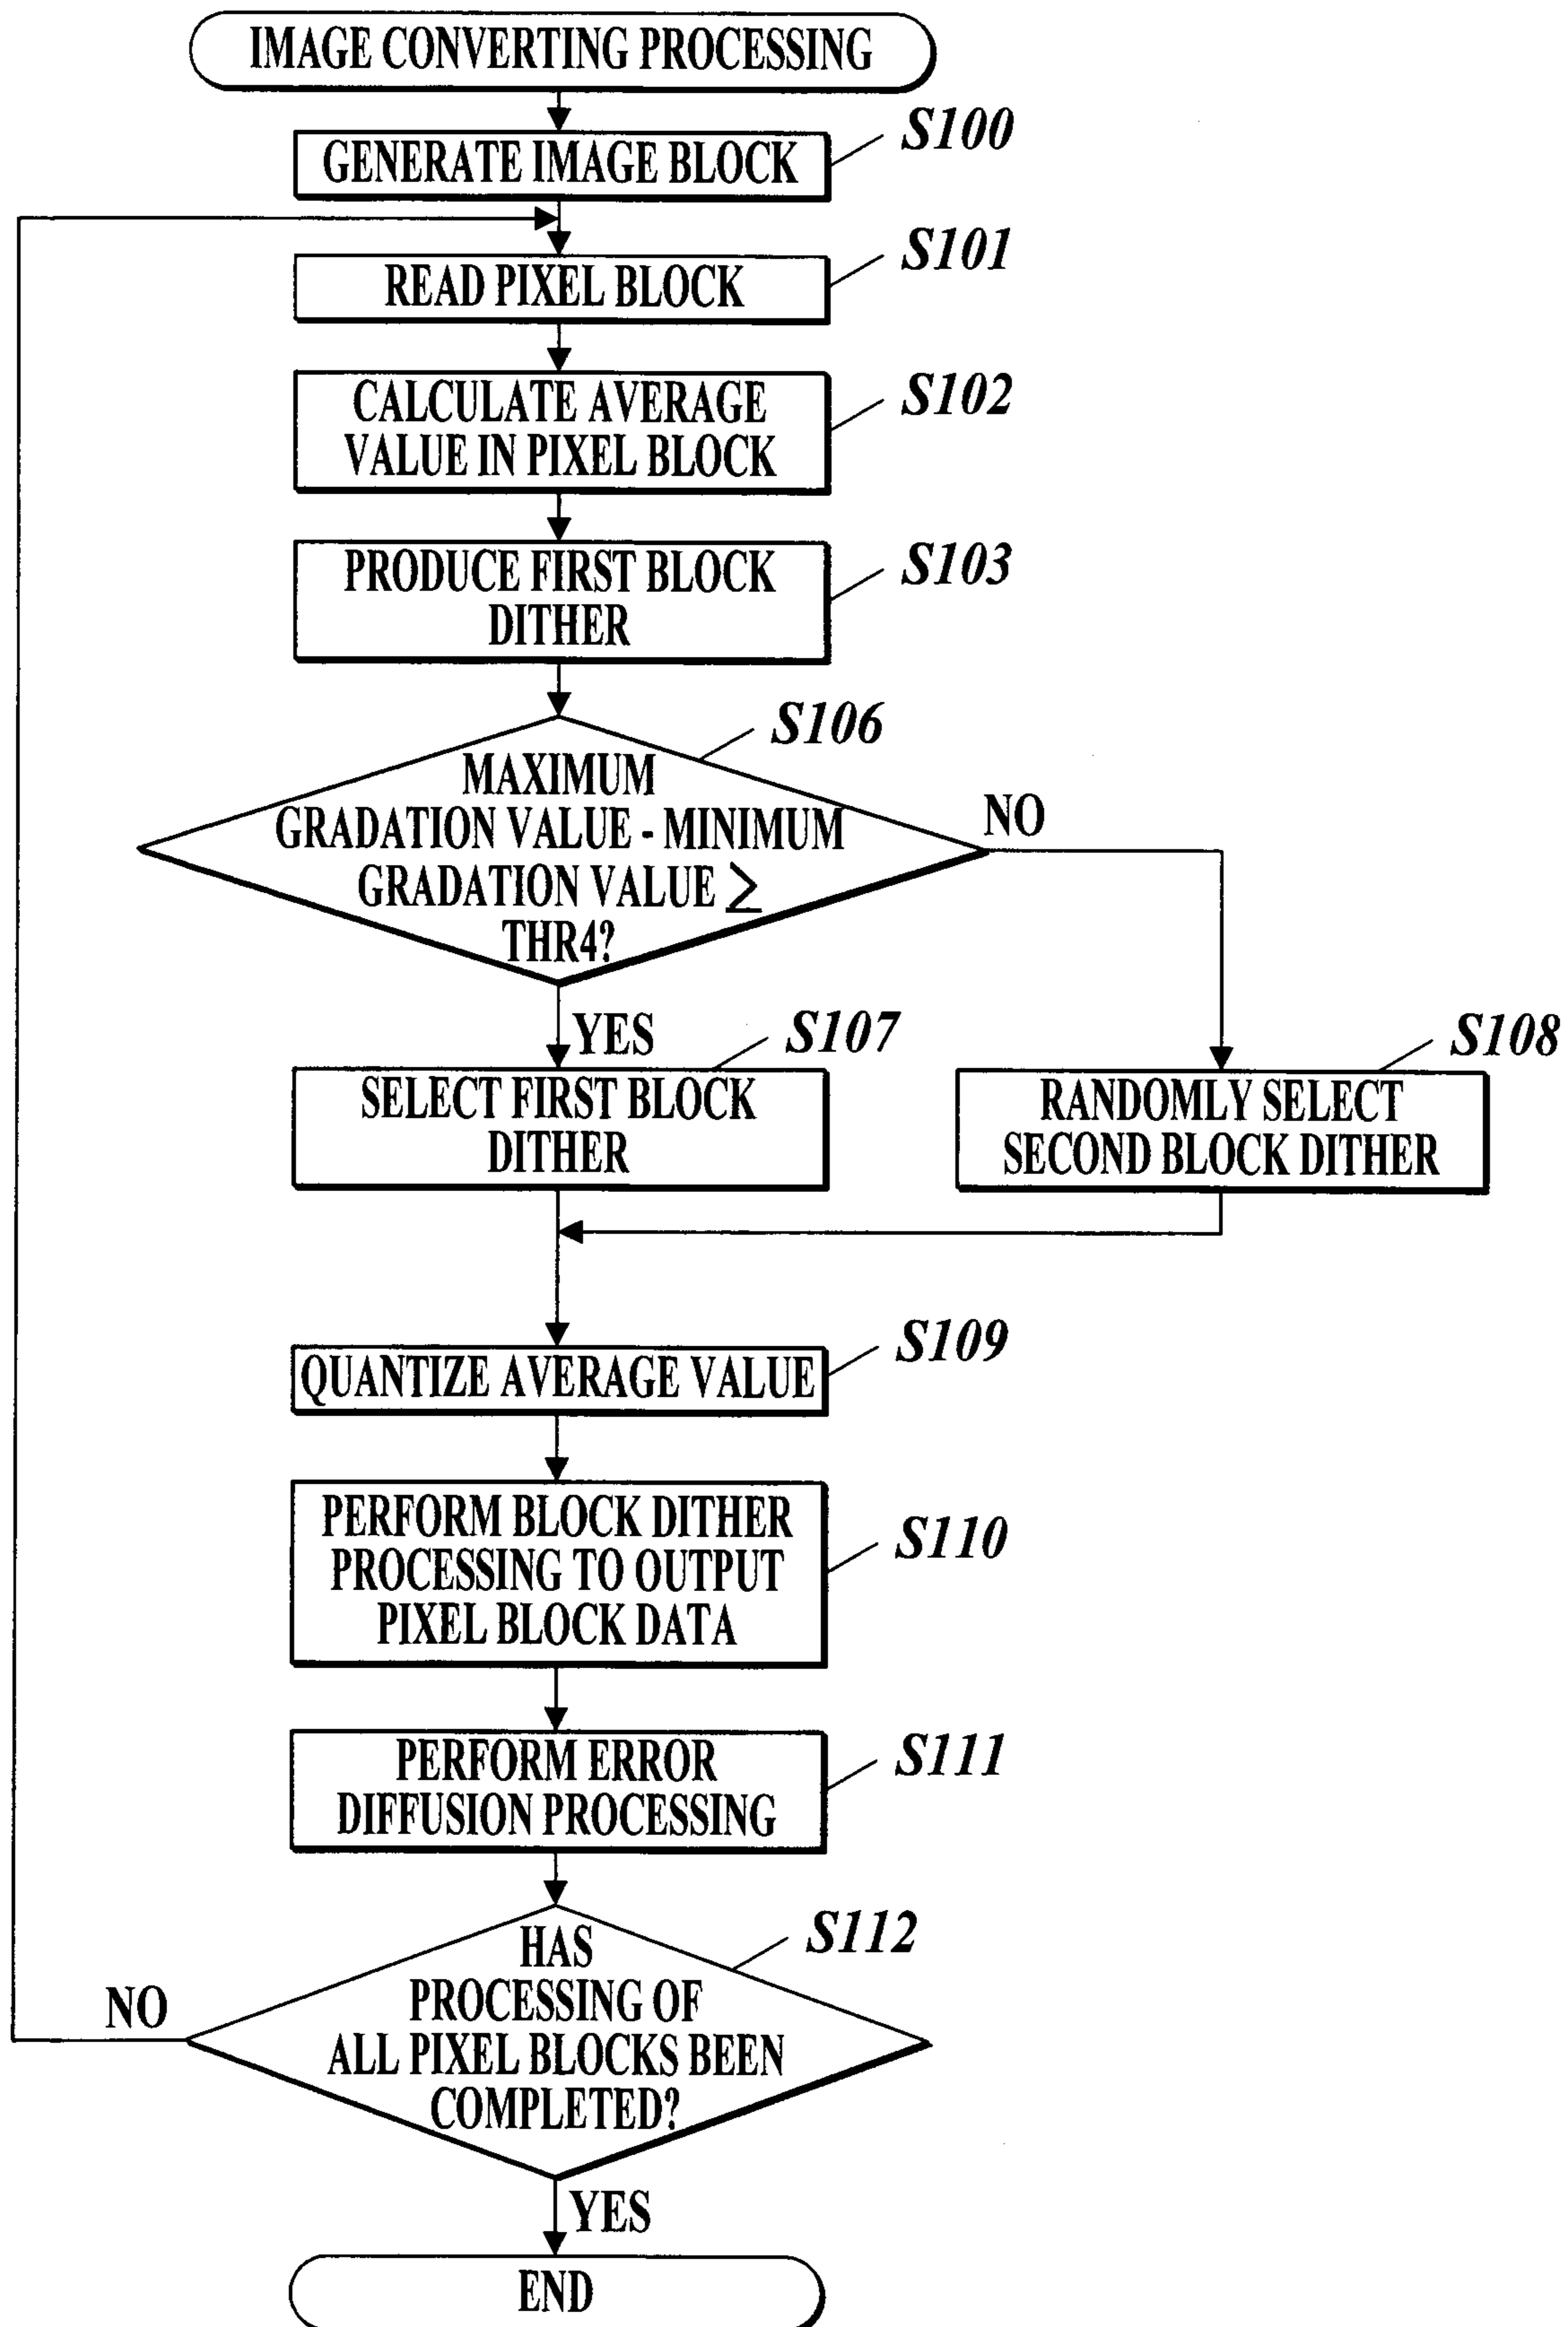 IMAGE CONVERTING PROCESSING
S100
GENERATE IMAGE BLOCK
S101
READ PIXEL BLOCK
S102
CALCULATE AVERAGE
VALUE IN PIXEL BLOCK
S103
PRODUCE FIRST BLOCK
DITHER
S106
MAXIMUM
GRADATION VALUE - MINIMUM
GRADATION VALUE ≥
THR4?
NO
YES
S107
SELECT FIRST BLOCK
DITHER
S108
RANDOMLY SELECT
SECOND BLOCK DITHER
S109
QUANTIZE AVERAGE VALUE
S110
PERFORM BLOCK DITHER
PROCESSING TO OUTPUT
PIXEL BLOCK DATA
S111
PERFORM ERROR
DIFFUSION PROCESSING
S112
HAS
PROCESSING OF
ALL PIXEL BLOCKS BEEN
COMPLETED?
NO
YES
END